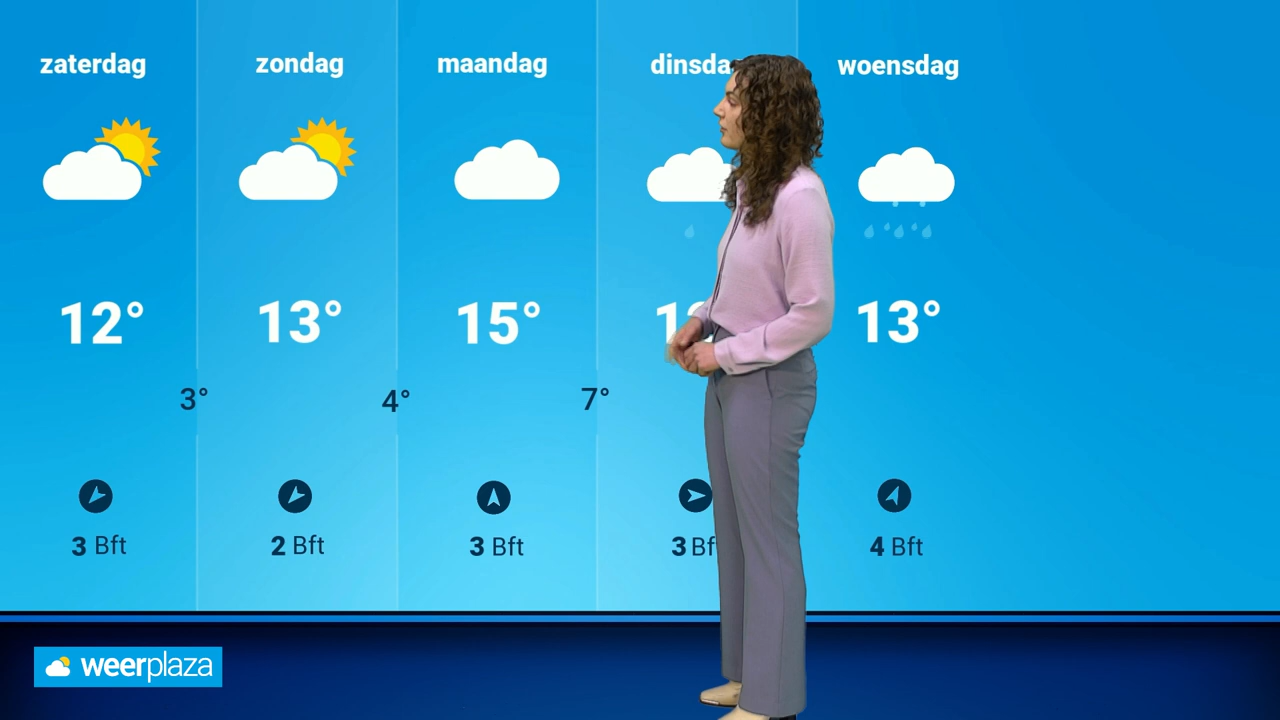 zaterdag zondag maandag woensdag
12° 13° 15° 13°
3° 4° 7°
3 Bft 2 Bft 3 Bft 3 4 Bft
weerplaza